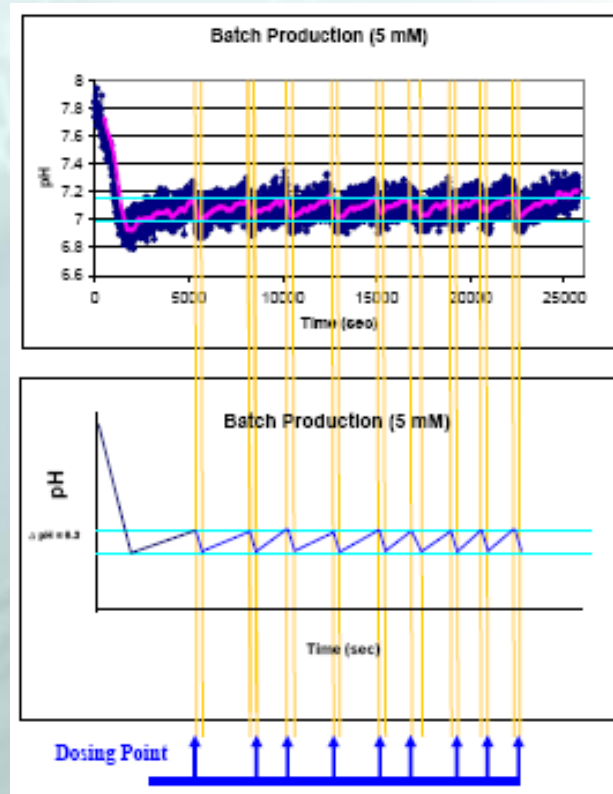 Batch Production (5 mM)
8
7.8
7.6
7.4
7.2
7
6.8
6.6
pH
0 5000 10000 15000 20000 25000
Time (sec)
Batch Production (5 mM)
pH
pH =
Time (sec)
Dosing Point